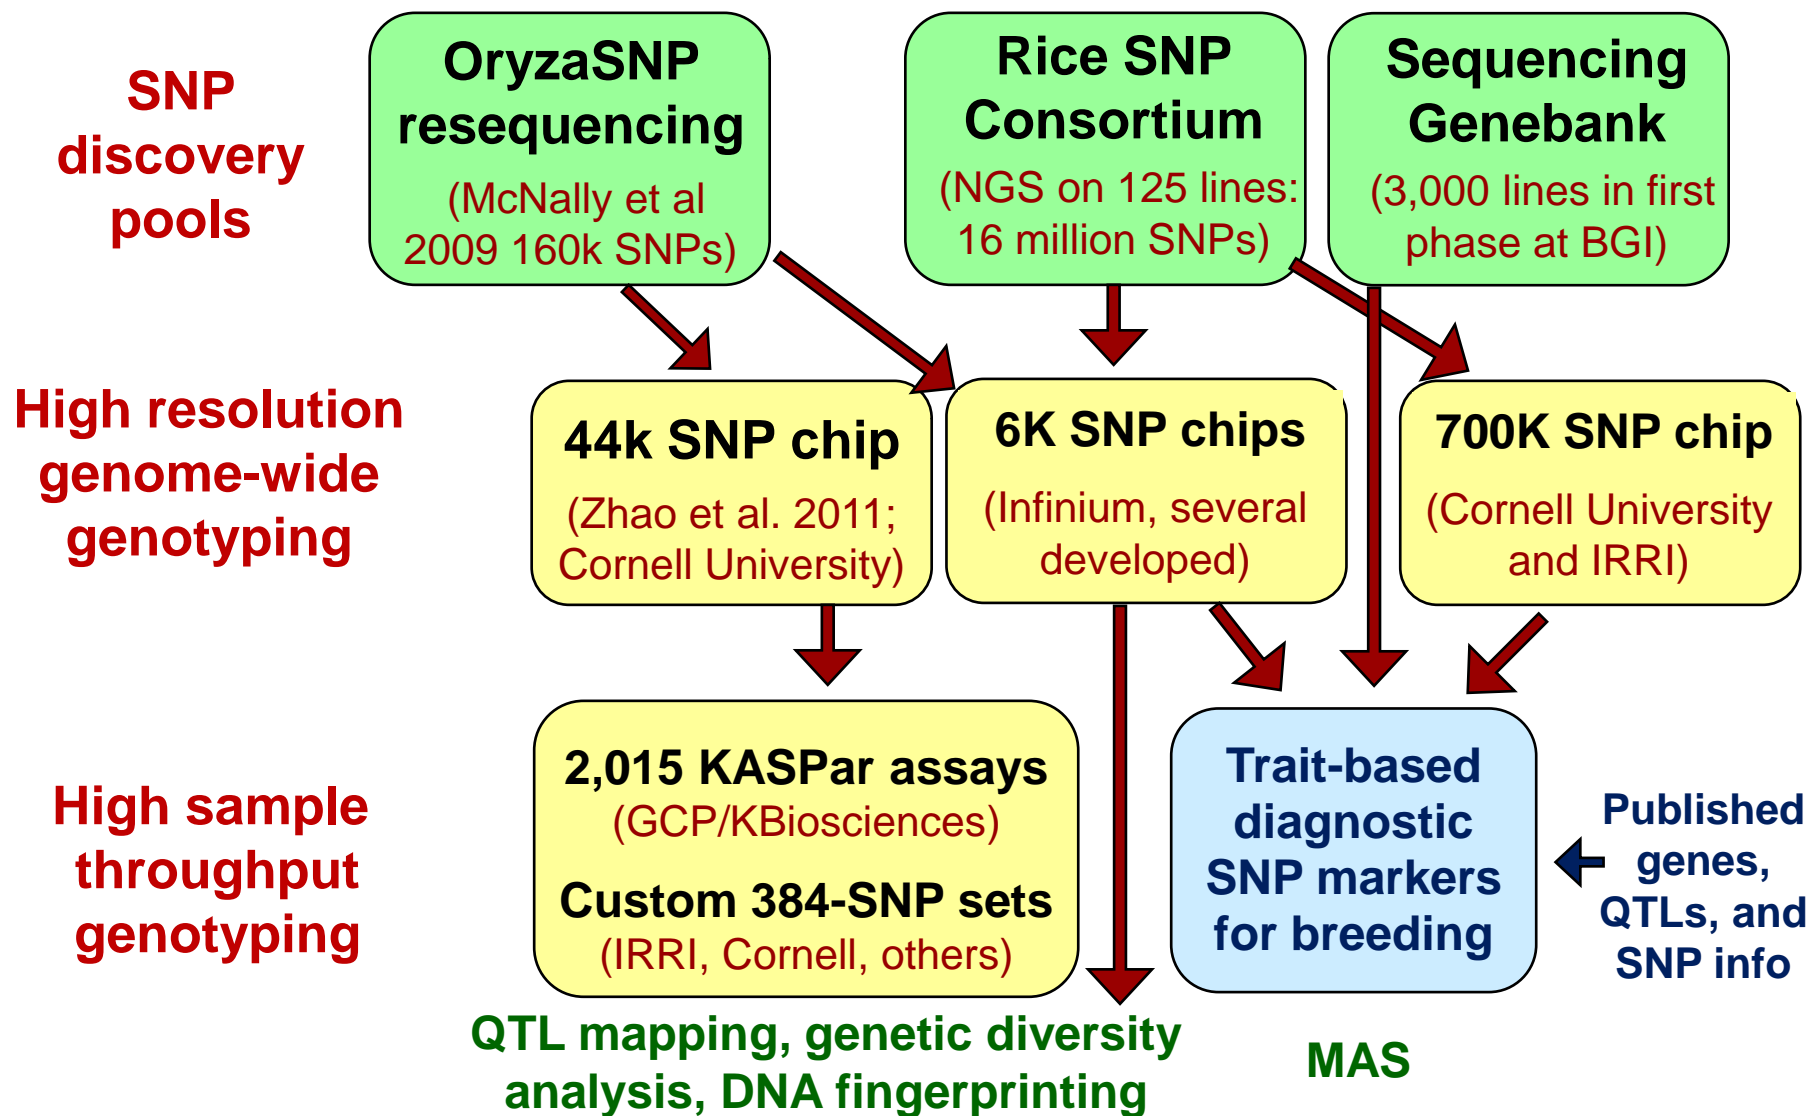 SNP
discovery
pools
OryzaSNP
resequencing
(McNally et al
2009 160k SNPs)
Rice SNP
Consortium
(NGS on 125 lines:
16 million SNPs)
Sequencing
Genebank
(3,000 lines in first
phase at BGI)
High resolution
genome-wide
genotyping
44k SNP chip
(Zhao et al. 2011;
Cornell University)
6K SNP chips
(Infinium, several
developed)
700K SNP chip
(Cornell University
and IRRI)
High sample
throughput
genotyping
2,015 KASPar assays
(GCP/KBiosciences)
Custom 384-SNP sets
(IRRI, Cornell, others)
Trait-based
diagnostic
SNP markers
for breeding
Published
genes,
QTLs, and
SNP info
QTL mapping, genetic diversity
analysis, DNA fingerprinting
MAS